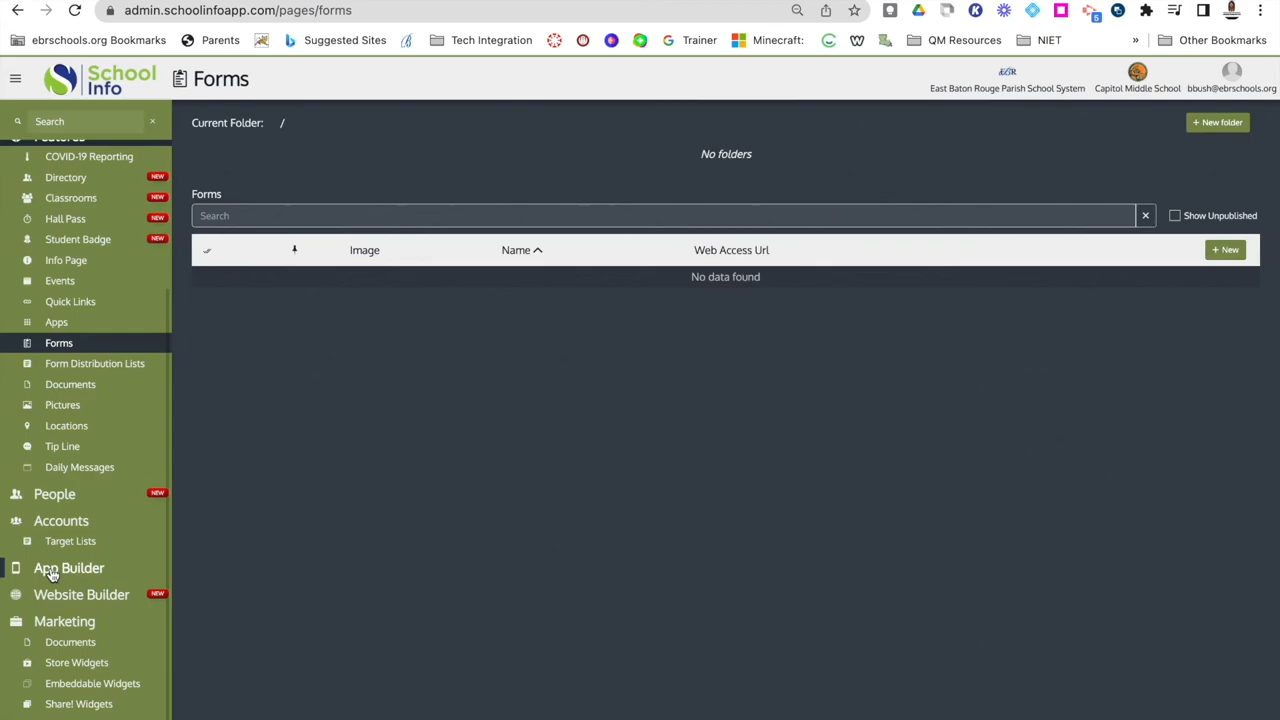 admin.schoolinfoapp.com/pages/forms
5
ebrschools.org Bookmarks Parents Suggested Sites Tech Integration Trainer Minecraft: QM Resources NIET » Other Bookmarks
School Info
Forms
EBR
East Baton Rouge Parish School System
Capitol Middle School
bbush@ebrschools.org
Search
Features
COVID-19 Reporting
Directory NEW
Classrooms NEW
Hall Pass NEW
Student Badge NEW
Info Page
Events
Quick Links
Apps
Forms
Form Distribution Lists
Documents
Pictures
Locations
Tip Line
Daily Messages
People NEW
Accounts
Target Lists
App Builder
Website Builder NEW
Marketing
Documents
Store Widgets
Embeddable Widgets
Share! Widgets
Current Folder: /
+ New folder
No folders
Forms
Search
Show Unpublished
Image Name Web Access Url + New
No data found